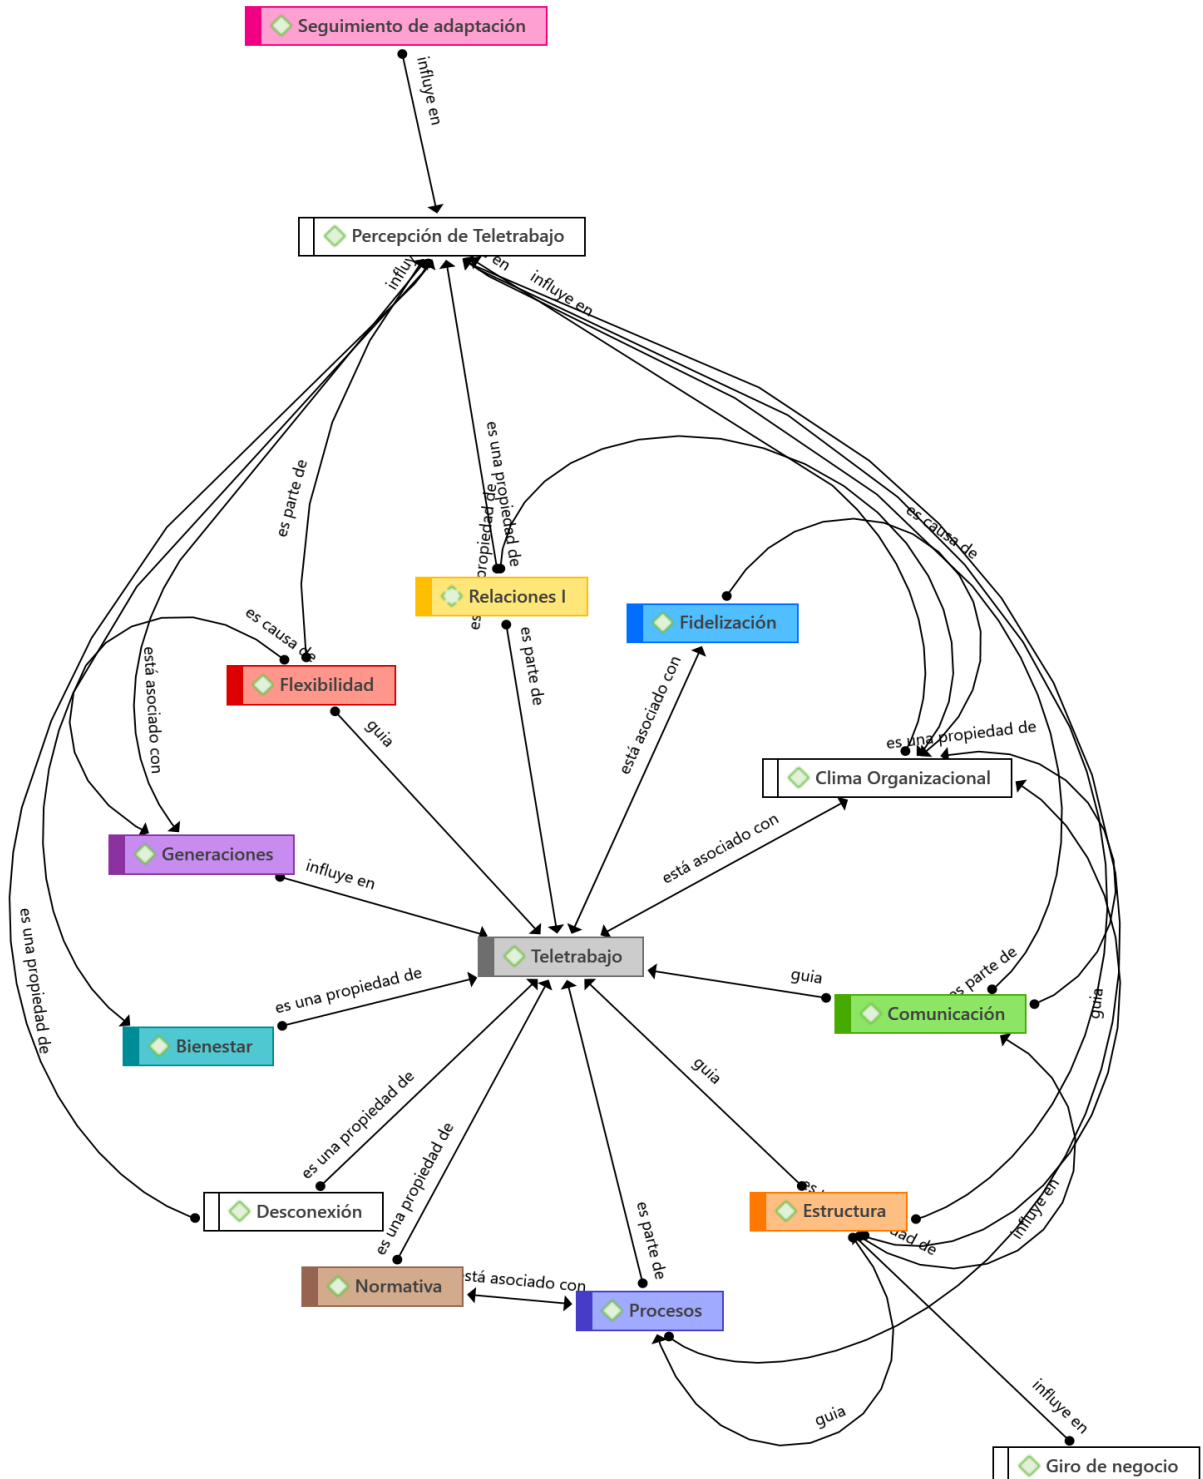 Seguimiento de adaptación
influye en
Percepción de Teletrabajo
influye en
es una propiedad de
es parte de
es causa de
Relaciones I
Fidelización
es causa de
es parte de
Flexibilidad
está asociado con
está asociado con
guia
es una propiedad de
Clima Organizacional
está asociado con
Generaciones
influye en
Teletrabajo
guia
es parte de
es una propiedad de
Comunicación
guia
es una propiedad de
Bienestar
guia
es una propiedad de
es una propiedad de
Desconexión
Estructura
influye en
es parte de
Normativa
está asociado con
Procesos
guia
influye en
Giro de negocio